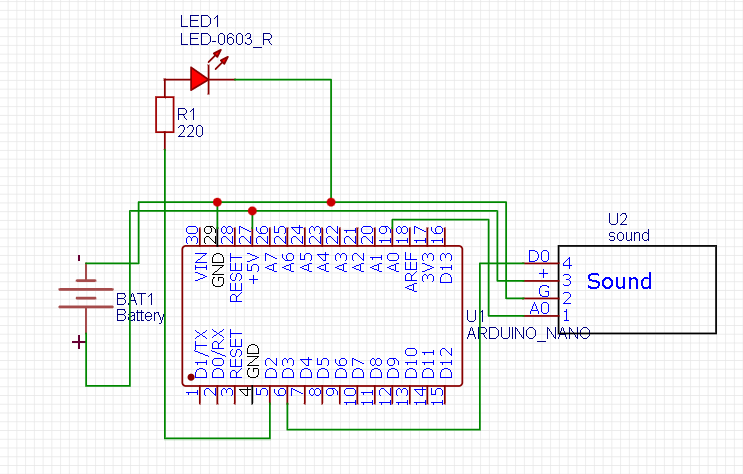 LED1
LED-0603_R
R1
220
U2
sound
30 29 28 27 26 25 24 23 22 21 20 19 18 17 16
VIN GND RESET +5V A7 A6 A5 A4 A3 A2 A1 A0 AREF 3V3 D13
D0 4
+ 3
G 2
A0 1
Sound
-
BAT1
Battery
+
U1
ARDUINO_NANO
D1/TX D0/RX RESET GND D2 D3 D4 D5 D6 D7 D8 D9 D10 D11 D12
1 2 3 4 5 6 7 8 9 10 11 12 13 14 15